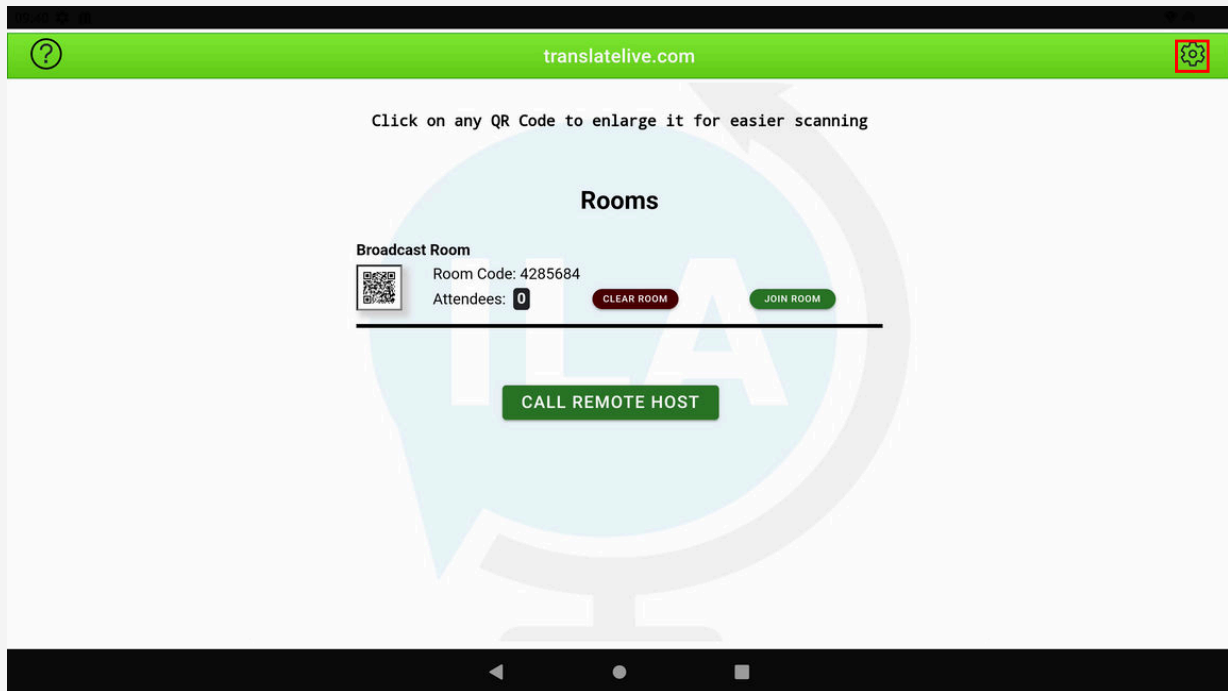 translatelive.com
Click on any QR Code to enlarge it for easier scanning
Rooms
Broadcast Room
Room Code: 4285684
Attendees: 0
CLEAR ROOM
JOIN ROOM
ILA
CALL REMOTE HOST